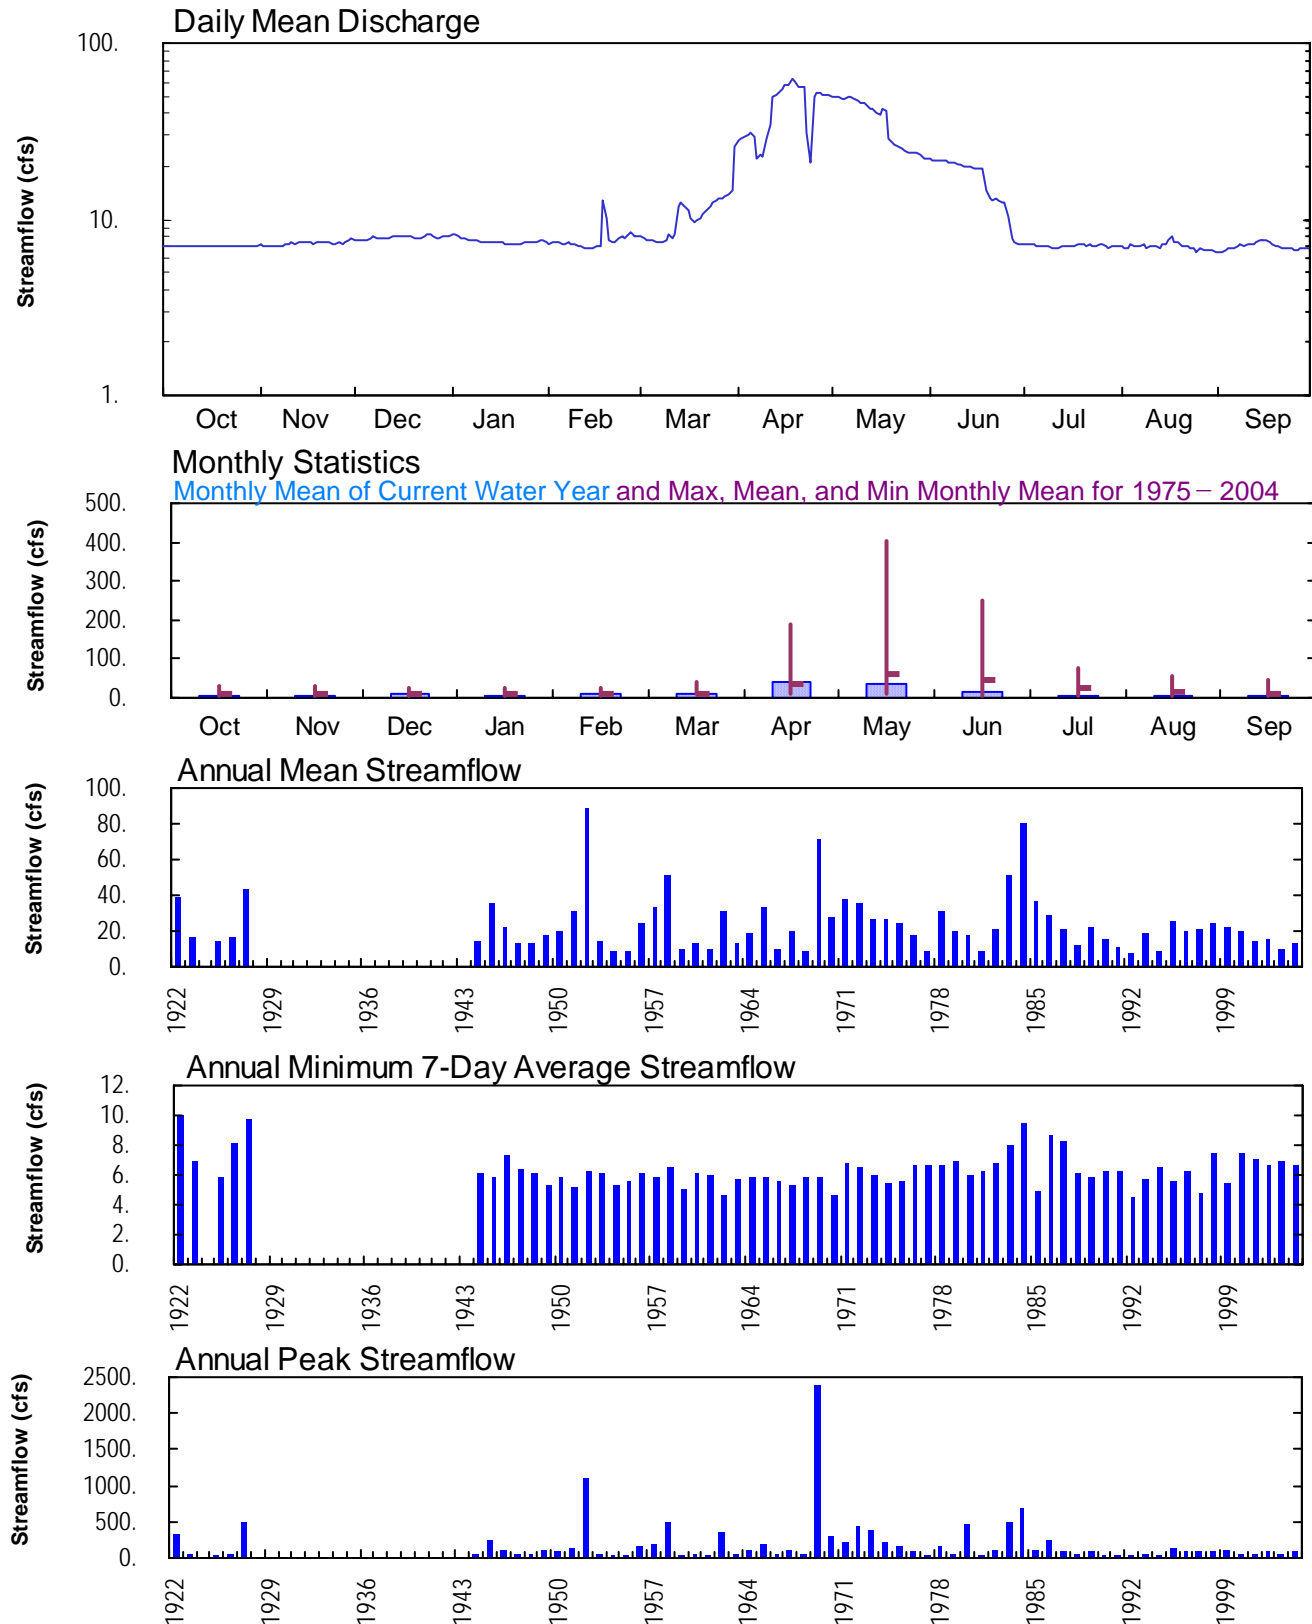 Daily Mean Discharge
Streamflow (cfs)
100.
10.
1.
Oct Nov Dec Jan Feb Mar Apr May Jun Jul Aug Sep
Monthly Statistics
Monthly Mean of Current Water Year and Max, Mean, and Min Monthly Mean for 1975 – 2004
Streamflow (cfs)
500.
400.
300.
200.
100.
0.
Oct Nov Dec Jan Feb Mar Apr May Jun Jul Aug Sep
Annual Mean Streamflow
Streamflow (cfs)
100.
80.
60.
40.
20.
0.
1922 1929 1936 1943 1950 1957 1964 1971 1978 1985 1992 1999
Annual Minimum 7-Day Average Streamflow
Streamflow (cfs)
12.
10.
8.
6.
4.
2.
0.
1922 1929 1936 1943 1950 1957 1964 1971 1978 1985 1992 1999
Annual Peak Streamflow
Streamflow (cfs)
2500.
2000.
1500.
1000.
500.
0.
1922 1929 1936 1943 1950 1957 1964 1971 1978 1985 1992 1999